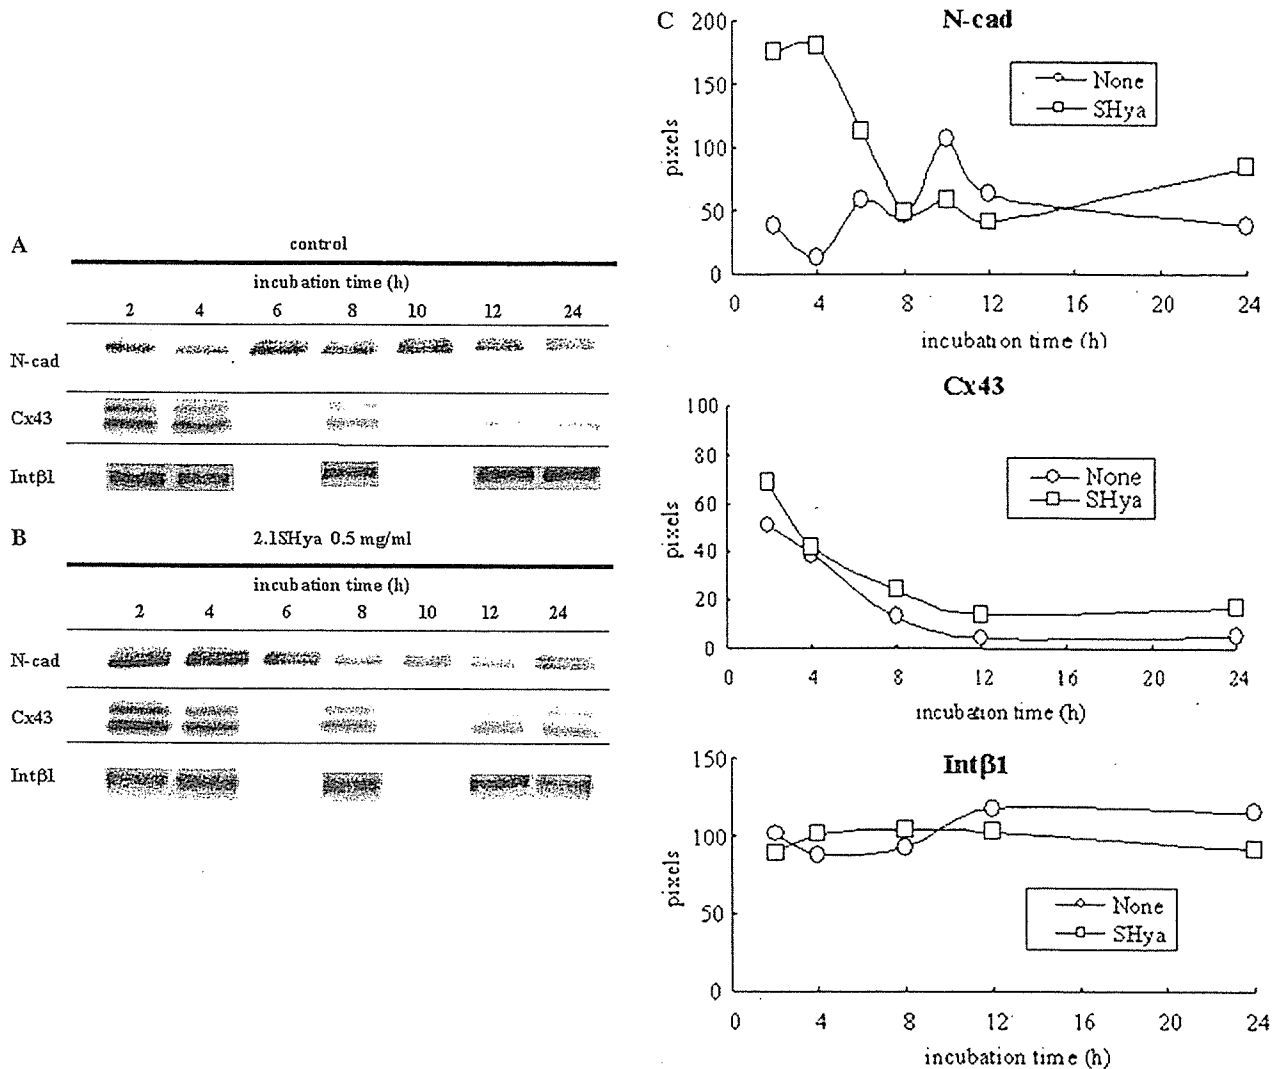 A
control
incubation time (h)
2 4 6 8 10 12 24
N-cad
Cx43
Intβ1
B
2.1SHya 0.5 mg/ml
incubation time (h)
2 4 6 8 10 12 24
N-cad
Cx43
Intβ1
C
N-cad
200
150
100
50
0
pixels
None
SHya
0 4 8 12 16 20 24
incubation time (h)
Cx43
100
80
60
40
20
0
pixels
None
SHya
0 4 8 12 16 20 24
incubation time (h)
Intβ1
150
100
50
0
pixels
None
SHya
0 4 8 12 16 20 24
incubation time (h)